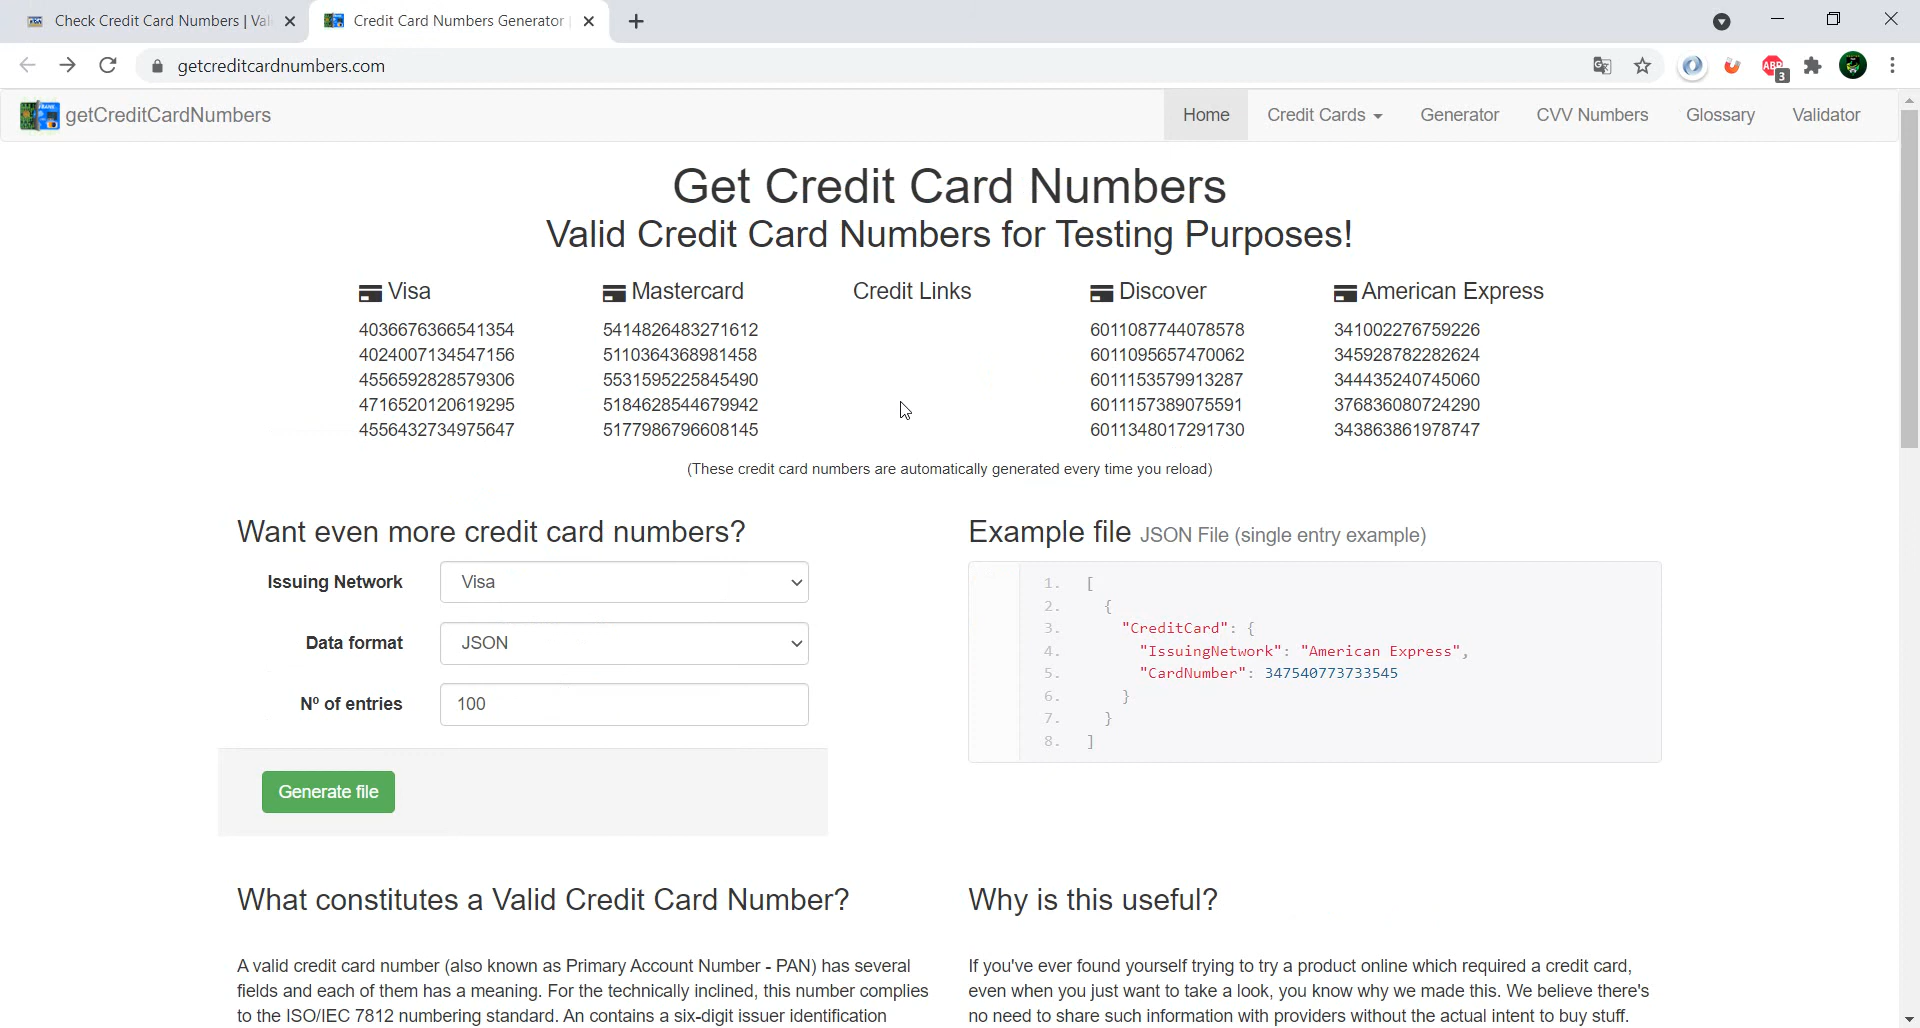 Check Credit Card Numbers | Val
Credit Card Numbers Generator |
getcreditcardnumbers.com
ABP
3
getCreditCardNumbers
Home
Credit Cards
Generator
CVV Numbers
Glossary
Validator
Get Credit Card Numbers
Valid Credit Card Numbers for Testing Purposes!
Visa
4036676366541354
4024007134547156
4556592828579306
4716520120619295
4556432734975647
Mastercard
5414826483271612
5110364368981458
5531595225845490
5184628544679942
5177986796608145
Credit Links
Discover
6011087744078578
6011095657470062
6011153579913287
6011157389075591
6011348017291730
American Express
341002276759226
345928782282624
344435240745060
376836080724290
343863861978747
(These credit card numbers are automatically generated every time you reload)
Want even more credit card numbers?
Issuing Network
Visa
Data format
JSON
Nº of entries
100
Generate file
Example file JSON File (single entry example)
1. [
2. {
3. "CreditCard": {
4. "IssuingNetwork": "American Express",
5. "CardNumber": 347540773733545
6. }
7. }
8. ]
What constitutes a Valid Credit Card Number?
A valid credit card number (also known as Primary Account Number - PAN) has several
fields and each of them has a meaning. For the technically inclined, this number complies
to the ISO/IEC 7812 numbering standard. An contains a six-digit issuer identification
Why is this useful?
If you've ever found yourself trying to try a product online which required a credit card,
even when you just want to take a look, you know why we made this. We believe there's
no need to share such information with providers without the actual intent to buy stuff.